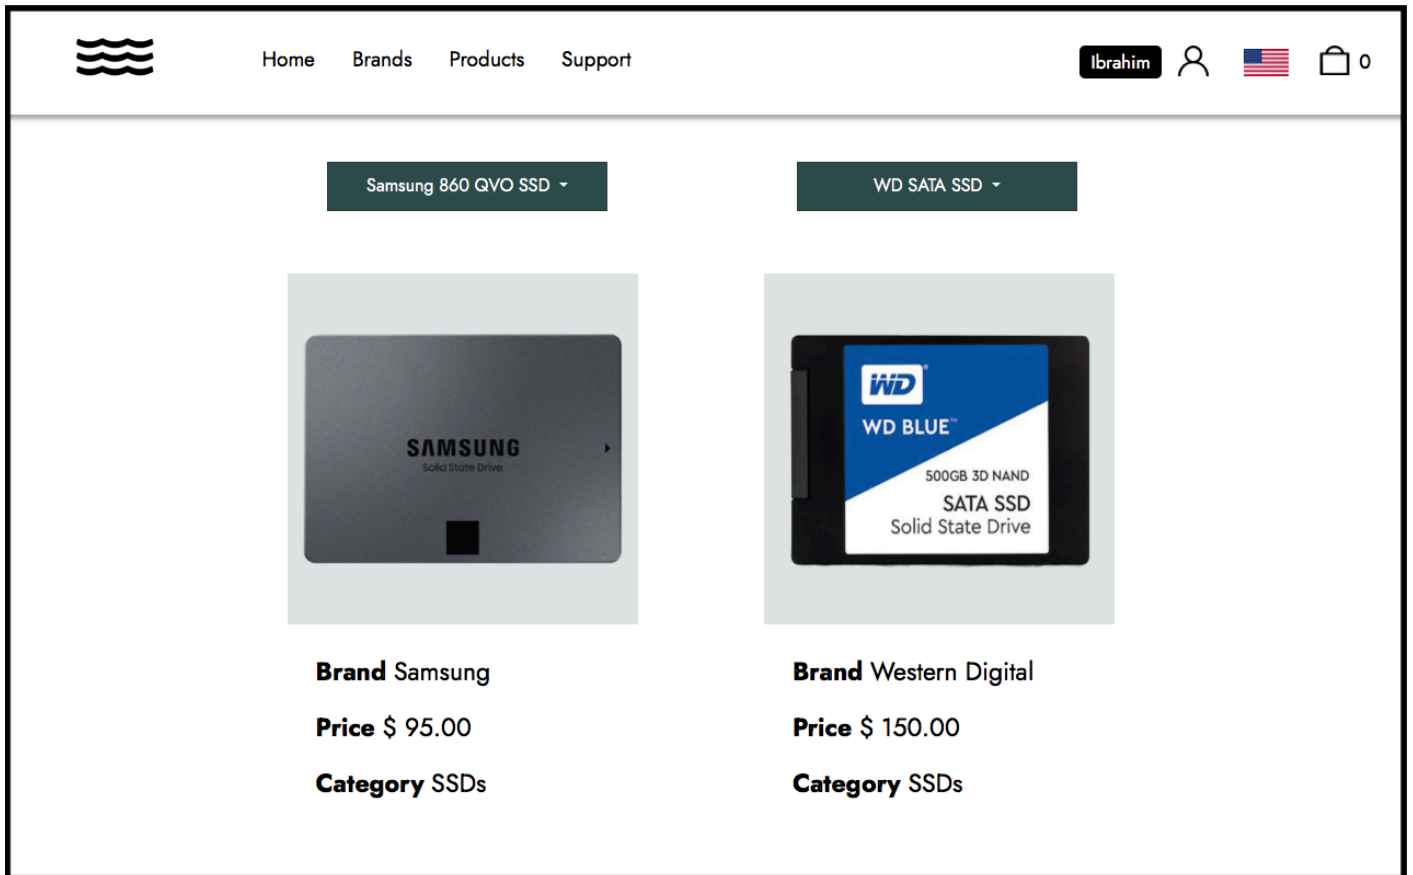 Home Brands Products Support Ibrahim 0
Samsung 860 QVO SSD
WD SATA SSD
SAMSUNG
Solid State Drive
WD®
WD BLUE™
500GB 3D NAND
SATA SSD
Solid State Drive
Brand Samsung
Price $ 95.00
Category SSDs
Brand Western Digital
Price $ 150.00
Category SSDs